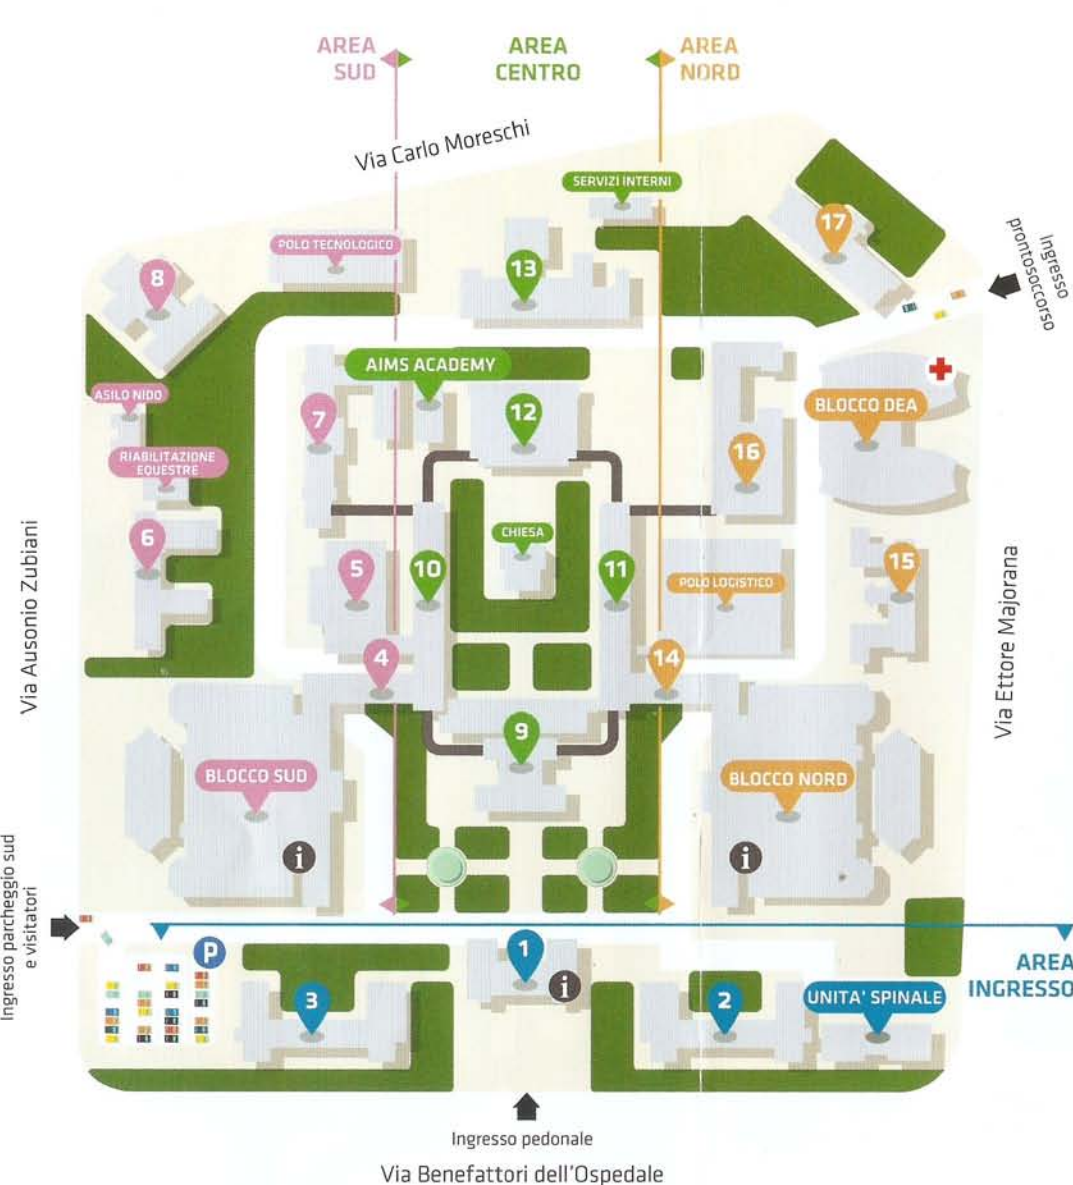 AREA
SUD
AREA
CENTRO
AREA
NORD
Via Carlo Moreschi
SERVIZI INTERNI
17
POLO TECNOLOGICO
8
13
Ingresso
prontosoccorso
AIMS ACADEMY
ASILO NIDO
7
12
BLOCCO DEA
RIABILITAZIONE
EQUESTRE
16
6
CHIESA
5
10
11
POLO LOGISTICO
15
Via Ausonio Zubiani
Via Ettore Majorana
4
14
9
BLOCCO SUD
BLOCCO NORD
i
i
Ingresso parcheggio sud
e visitatori
P
1
i
AREA
INGRESSO
3
2
UNITA' SPINALE
Ingresso pedonale
Via Benefattori dell'Ospedale